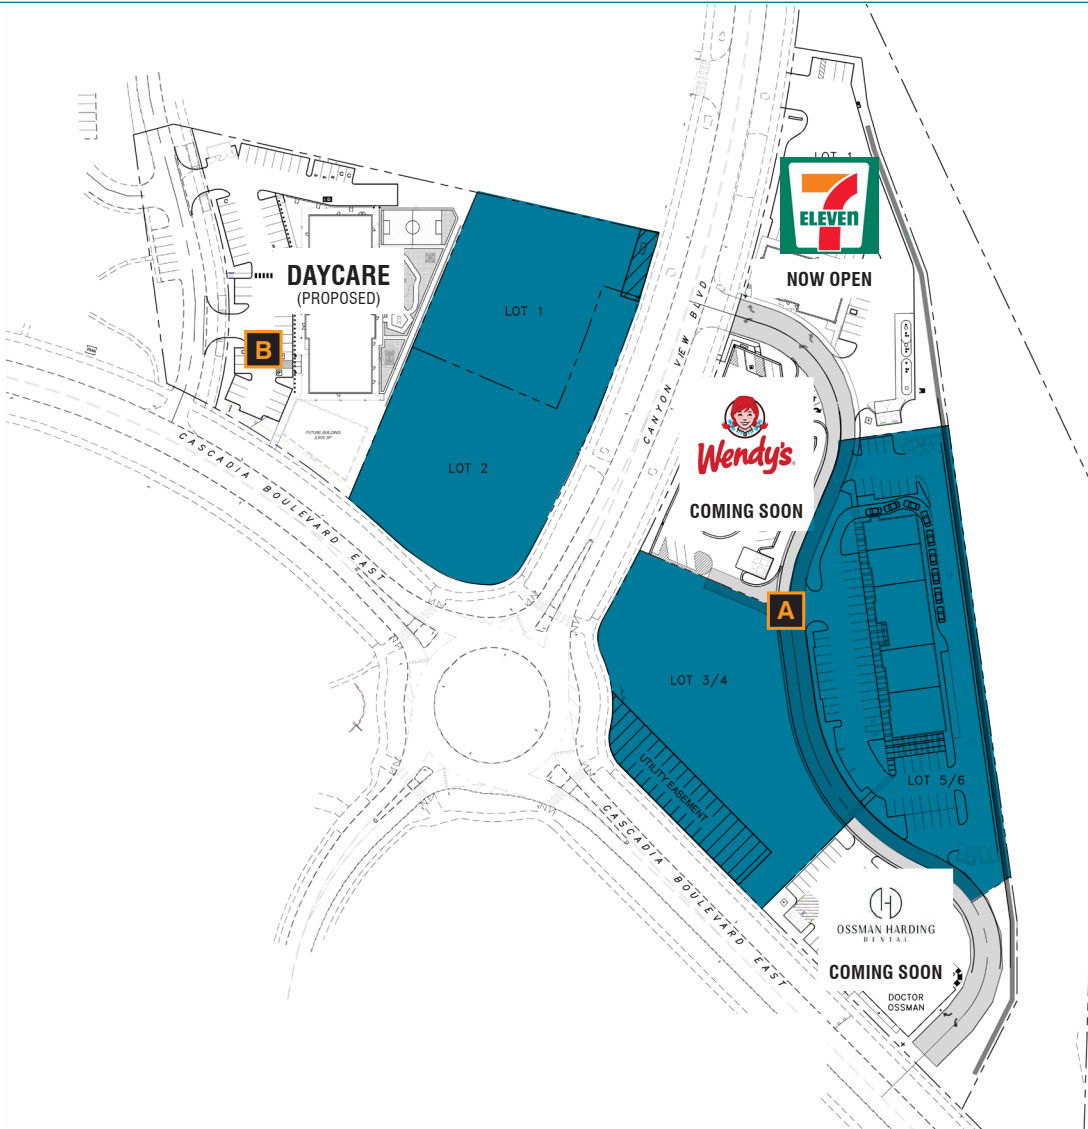 LOT 1
7
ELEVEN
NOW OPEN
DAYCARE
(PROPOSED)
B
LOT 1
CANYON VIEW BLVD
Wendy's
COMING SOON
FUTURE BUILDING
CASCADIA BOULEVARD EAST
LOT 2
A
LOT 3/4
UTILITY EASEMENT
LOT 5/6
CASCADIA BOULEVARD EAST
OSSMAN HARDING
DENTAL
COMING SOON
DOCTOR
OSSMAN